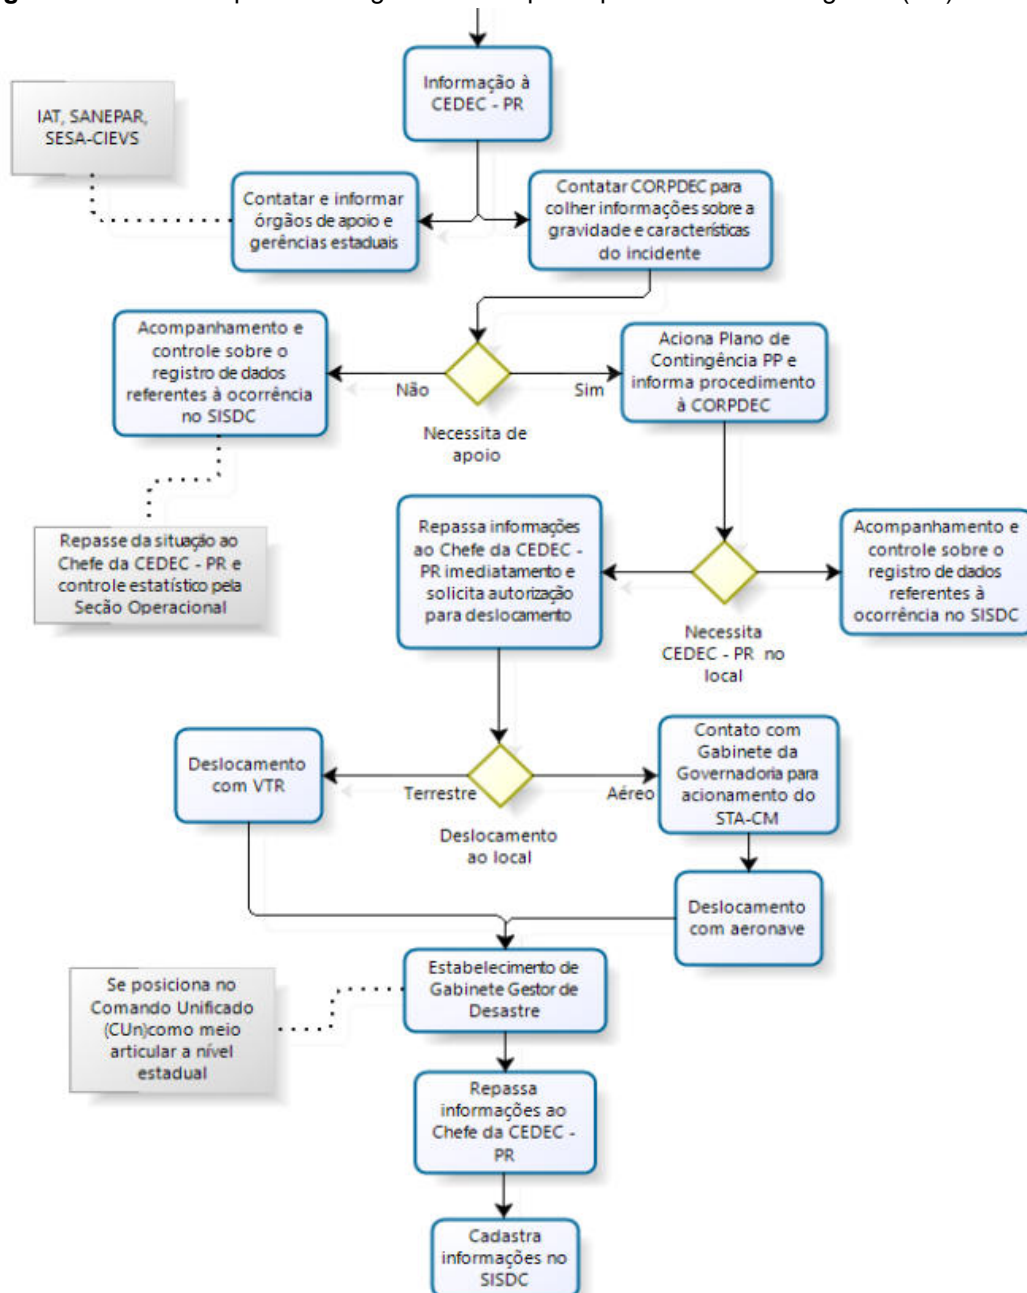 Informação à
CEDEC - PR
IAT, SANEPAR,
SESA-CIEVS
Contatar e informar
órgãos de apoio e
gerências estaduais
Contatar CORPDEC para
colher informações sobre a
gravidade e características
do incidente
Acompanhamento e
controle sobre o
registro de dados
referentes à ocorrência
no SISDC
Não
Sim
Necessita de
apoio
Aciona Plano de
Contingência PP e
informa procedimento
à CORPDEC
Repasse da situação ao
Chefe da CEDEC - PR e
controle estatístico pela
Secão Operacional
Repassa informações
ao Chefe da CEDEC -
PR imediatamento e
solicita autorização
para deslocamento
Necessita
CEDEC - PR no
local
Acompanhamento e
controle sobre o
registro de dados
referentes à
ocorrência no SISDC
Deslocamento
com VTR
Terrestre
Aéreo
Deslocamento
ao local
Contato com
Gabinete da
Governadoria para
acionamento do
STA-CM
Deslocamento
com aeronave
Se posiciona no
Comando Unificado
(CUn)como meio
articular a nível
estadual
Estabelecimento de
Gabinete Gestor de
Desastre
Repassa
informações ao
Chefe da CEDEC -
PR
Cadastra
informações no
SISDC